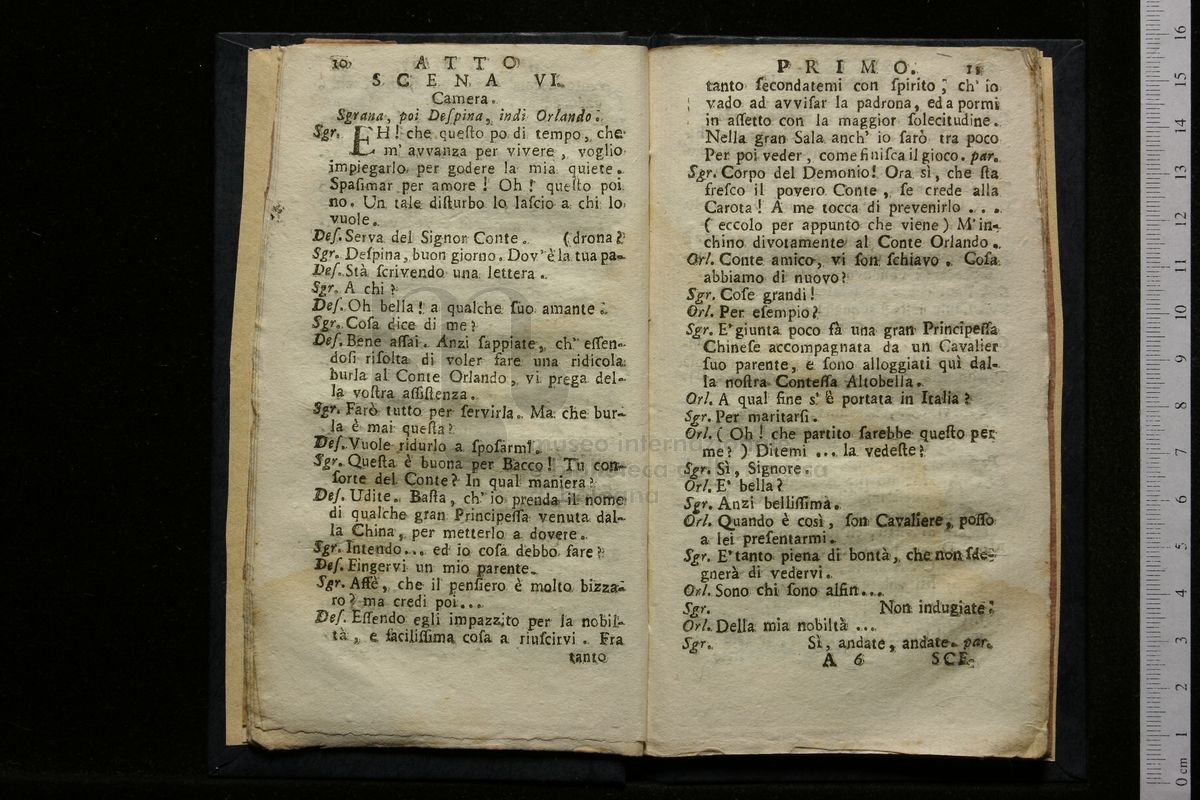 10 ATTO
SCENA VI.
Camera.
Sgrana, poi Despina, indi Orlando.
Sgr. EH! che questo po di tempo, che
m' avvanza per vivere, voglio
impiegarlo per godere la mia quiete.
Spasimar per amore! Oh! questo poi
no. Un tale disturbo lo lascio a chi lo
vuole.
Des. Serva del Signor Conte. (drona?
Sgr. Despina, buon giorno. Dov' è la tua pa-
Des. Stà scrivendo una lettera.
Sgr. A chi?
Des. Oh bella! a qualche suo amante.
Sgr. Cosa dice di me?
Des. Bene assai. Anzi sappiate, ch' essen-
dosi risolta di voler fare una ridicola
burla al Conte Orlando, vi prega del-
la vostra assistenza.
Sgr. Farò tutto per servirla. Ma che bur-
la è mai questa?
Des. Vuole ridurlo a sposarmi.
Sgr. Questa è buona per Bacco! Tu con-
sorte del Conte? In qual maniera?
Des. Udite. Basta, ch' io prenda il nome
di qualche gran Principessa venuta dal-
la China, per metterlo a dovere.
Sgr. Intendo... ed io cosa debbo fare?
Des. Fingervi un mio parente.
Sgr. Affè, che il pensiero è molto bizza-
ro? ma credi poi...
Des. Essendo egli impazzito per la nobil-
tà, e facilissima cosa a riuscirvi. Fra
tanto
PRIMO. 11
tanto secondatemi con spirito; ch' io
vado ad avvisar la padrona, ed a pormi
in assetto con la maggior solecitudine.
Nella gran Sala anch' io sarò tra poco
Per poi veder, come finisca il gioco. par.
Sgr. Corpo del Demonio! Ora sì, che sta
fresco il povero Conte, se crede alla
Carota! A me tocca di prevenirlo ...
(eccolo per appunto che viene) M'in-
chino divotamente al Conte Orlando.
Orl. Conte amico, vi son schiavo. Cosa
abbiamo di nuovo?
Sgr. Cose grandi!
Orl. Per esempio?
Sgr. E' giunta poco fà una gran Principessa
Chinese accompagnata da un Cavalier
suo parente, e sono alloggiati quì dal-
la nostra Contessa Altobella.
Orl. A qual fine s' è portata in Italia?
Sgr. Per maritarsi.
Orl. (Oh! che partito sarebbe questo per
me?) Ditemi ... la vedeste?
Sgr. Sì, Signore.
Orl. E' bella?
Sgr. Anzi bellissima.
Orl. Quando è così, son Cavaliere, posso
a lei presentarmi.
Sgr. E' tanto piena di bontà, che non sde-
gnerà di vedervi.
Orl. Sono chi sono alfin...
Sgr. Non indugiate.
Orl. Della mia nobiltà ...
Sgr. Sì, andate, andate. par.
A 6 SCE-